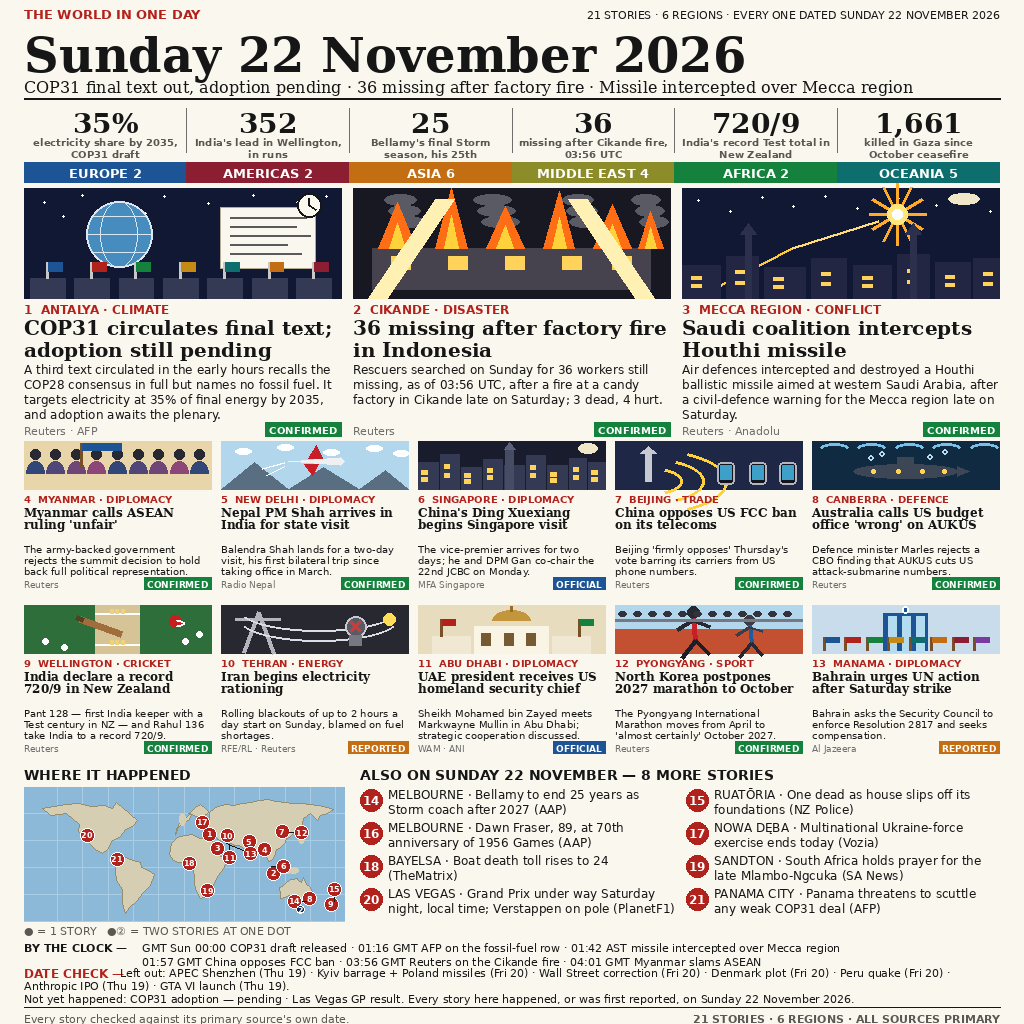 THE WORLD IN ONE DAY
21 STORIES · 6 REGIONS · EVERY ONE DATED SUNDAY 22 NOVEMBER 2026
Sunday 22 November 2026
COP31 final text out, adoption pending · 36 missing after factory fire · Missile intercepted over Mecca region
35%
electricity share by 2035,
COP31 draft
352
India's lead in Wellington,
in runs
25
Bellamy's final Storm
season, his 25th
36
missing after Cikande fire,
03:56 UTC
720/9
India's record Test total in
New Zealand
1,661
killed in Gaza since
October ceasefire
EUROPE 2
AMERICAS 2
ASIA 6
MIDDLE EAST 4
AFRICA 2
OCEANIA 5
1 ANTALYA · CLIMATE
COP31 circulates final text;
adoption still pending
A third text circulated in the early hours recalls the
COP28 consensus in full but names no fossil fuel. It
targets electricity at 35% of final energy by 2035,
and adoption awaits the plenary.
Reuters · AFP
CONFIRMED
2 CIKANDE · DISASTER
36 missing after factory fire
in Indonesia
Rescuers searched on Sunday for 36 workers still
missing, as of 03:56 UTC, after a fire at a candy
factory in Cikande late on Saturday; 3 dead, 4 hurt.
Reuters
CONFIRMED
3 MECCA REGION · CONFLICT
Saudi coalition intercepts
Houthi missile
Air defences intercepted and destroyed a Houthi
ballistic missile aimed at western Saudi Arabia, after
a civil-defence warning for the Mecca region late on
Saturday.
Reuters · Anadolu
CONFIRMED
4 MYANMAR · DIPLOMACY
Myanmar calls ASEAN
ruling 'unfair'
The army-backed government
rejects the summit decision to hold
back full political representation.
Reuters
CONFIRMED
5 NEW DELHI · DIPLOMACY
Nepal PM Shah arrives in
India for state visit
Balendra Shah lands for a two-day
visit, his first bilateral trip since
taking office in March.
Radio Nepal
CONFIRMED
6 SINGAPORE · DIPLOMACY
China's Ding Xuexiang
begins Singapore visit
The vice-premier arrives for two
days; he and DPM Gan co-chair the
22nd JCBC on Monday.
MFA Singapore
OFFICIAL
7 BEIJING · TRADE
China opposes US FCC ban
on its telecoms
Beijing 'firmly opposes' Thursday's
vote barring its carriers from US
phone numbers.
Reuters
CONFIRMED
8 CANBERRA · DEFENCE
Australia calls US budget
office 'wrong' on AUKUS
Defence minister Marles rejects a
CBO finding that AUKUS cuts US
attack-submarine numbers.
Reuters
CONFIRMED
9 WELLINGTON · CRICKET
India declare a record
720/9 in New Zealand
Pant 128 — first India keeper with a
Test century in NZ — and Rahul 136
take India to a record 720/9.
Reuters
CONFIRMED
10 TEHRAN · ENERGY
Iran begins electricity
rationing
Rolling blackouts of up to 2 hours a
day start on Sunday, blamed on fuel
shortages.
RFE/RL · Reuters
REPORTED
11 ABU DHABI · DIPLOMACY
UAE president receives US
homeland security chief
Sheikh Mohamed bin Zayed meets
Markwayne Mullin in Abu Dhabi;
strategic cooperation discussed.
WAM · ANI
OFFICIAL
12 PYONGYANG · SPORT
North Korea postpones
2027 marathon to October
The Pyongyang International
Marathon moves from April to
'almost certainly' October 2027.
Reuters
CONFIRMED
13 MANAMA · DIPLOMACY
Bahrain urges UN action
after Saturday strike
Bahrain asks the Security Council to
enforce Resolution 2817 and seeks
compensation.
Al Jazeera
REPORTED
WHERE IT HAPPENED
20
21
17
1
10
3
11
5
13
4
7
12
18
19
2
6
14
8
2
15
9
● = 1 STORY ●② = TWO STORIES AT ONE DOT
ALSO ON SUNDAY 22 NOVEMBER — 8 MORE STORIES
14 MELBOURNE · Bellamy to end 25 years as
Storm coach after 2027 (AAP)
15 RUATŌRIA · One dead as house slips off its
foundations (NZ Police)
16 MELBOURNE · Dawn Fraser, 89, at 70th
anniversary of 1956 Games (AAP)
17 NOWA DĘBA · Multinational Ukraine-force
exercise ends today (Vozia)
18 BAYELSA · Boat death toll rises to 24
(TheMatrix)
19 SANDTON · South Africa holds prayer for the
late Mlambo-Ngcuka (SA News)
20 LAS VEGAS · Grand Prix under way Saturday
night, local time; Verstappen on pole (PlanetF1)
21 PANAMA CITY · Panama threatens to scuttle
any weak COP31 deal (AFP)
BY THE CLOCK — GMT Sun 00:00 COP31 draft released · 01:16 GMT AFP on the fossil-fuel row · 01:42 AST missile intercepted over Mecca region
01:57 GMT China opposes FCC ban · 03:56 GMT Reuters on the Cikande fire · 04:01 GMT Myanmar slams ASEAN
DATE CHECK — Left out: APEC Shenzhen (Thu 19) · Kyiv barrage + Poland missiles (Fri 20) · Wall Street correction (Fri 20) · Denmark plot (Fri 20) · Peru quake (Fri 20) ·
Anthropic IPO (Thu 19) · GTA VI launch (Thu 19).
Not yet happened: COP31 adoption — pending · Las Vegas GP result. Every story here happened, or was first reported, on Sunday 22 November 2026.
Every story checked against its primary source's own date.
21 STORIES · 6 REGIONS · ALL SOURCES PRIMARY